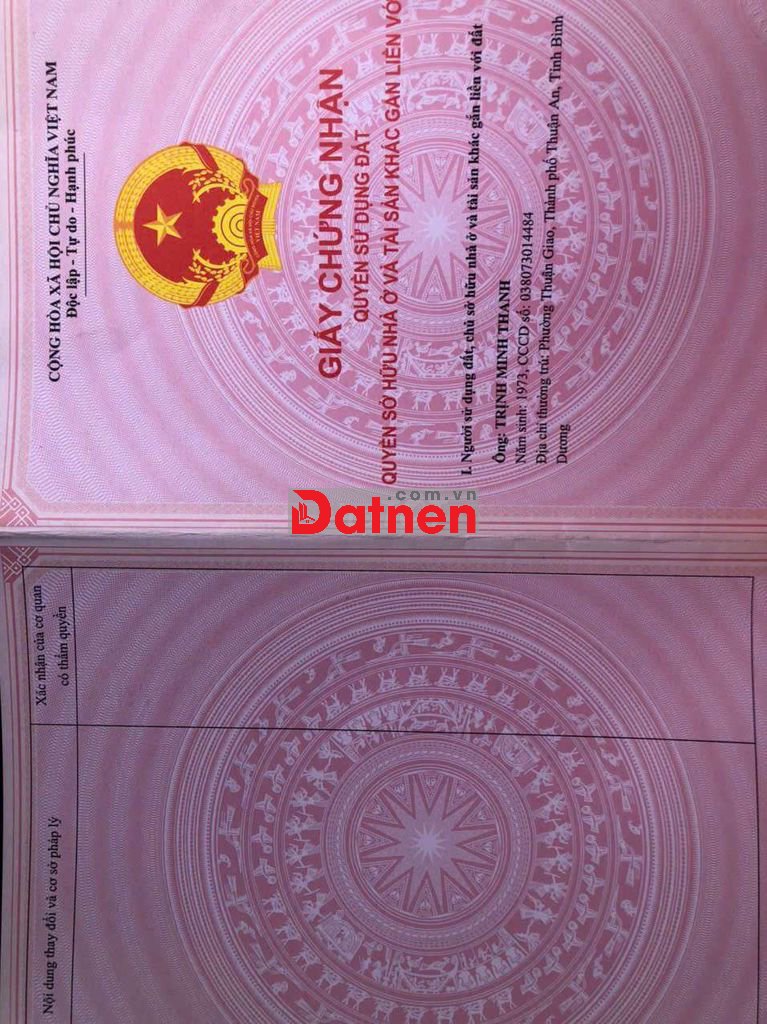 CỘNG HÒA XÃ HỘI CHỦ NGHĨA VIỆT NAM
Độc lập - Tự do - Hạnh phúc
VIỆT NAM
GIẤY CHỨNG NHẬN
QUYỀN SỬ DỤNG ĐẤT
QUYỀN SỞ HỮU NHÀ Ở VÀ TÀI SẢN KHÁC GẮN LIỀN VỚ
I. Người sử dụng đất, chủ sở hữu nhà ở và tài sản khác gắn liền với đất
Ông: TRỊNH MINH THANH
Năm sinh: 1973, CCCD số: 038073014484
Địa chỉ thường trú: Phường Thuận Giao, Thành phố Thuận An, Tỉnh Bình
Dương
.com.vn
Datnen
Nội dung thay đổi và cơ sở pháp lý
Xác nhận của cơ quan
có thẩm quyền